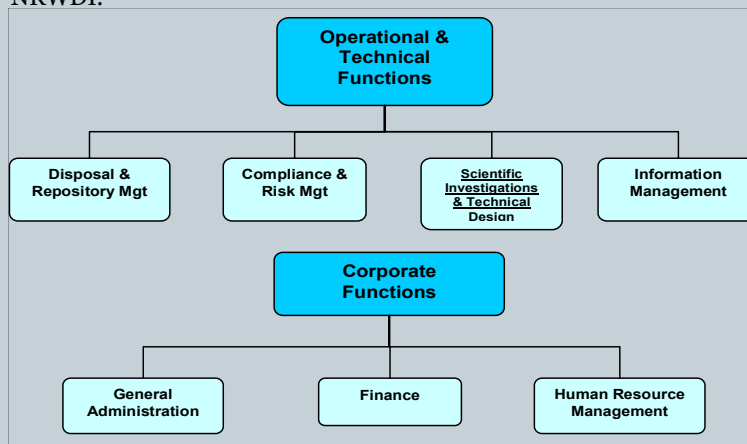 NRWDI.
Operational &
Technical
Functions
Disposal &
Repository Mgt
Compliance &
Risk Mgt
Scientific
Investigations
& Technical
Design
Information
Management
Corporate
Functions
General
Administration
Finance
Human Resource
Management